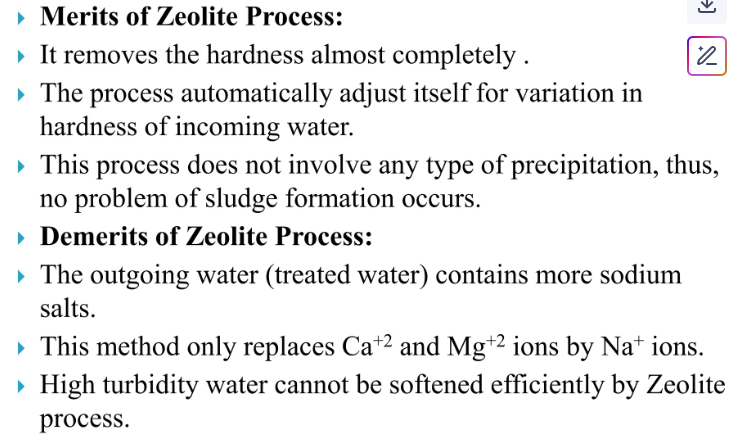 Merits of Zeolite Process:
It removes the hardness almost completely .
The process automatically adjust itself for variation in
hardness of incoming water.
This process does not involve any type of precipitation, thus,
no problem of sludge formation occurs.
Demerits of Zeolite Process:
The outgoing water (treated water) contains more sodium
salts.
This method only replaces Ca⁺² and Mg⁺² ions by Na⁺ ions.
High turbidity water cannot be softened efficiently by Zeolite
process.